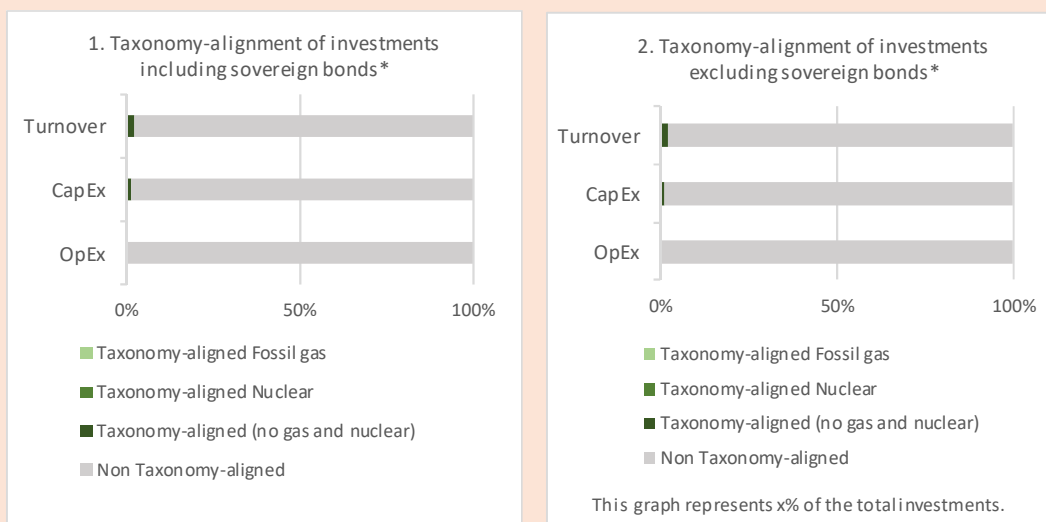 1. Taxonomy-alignment of investments
including sovereign bonds*
Turnover
CapEx
OpEx
0%
50%
100%
Taxonomy-aligned Fossil gas
Taxonomy-aligned Nuclear
Taxonomy-aligned (no gas and nuclear)
Non Taxonomy-aligned
2. Taxonomy-alignment of investments
excluding sovereign bonds*
Turnover
CapEx
OpEx
0%
50%
100%
Taxonomy-aligned Fossil gas
Taxonomy-aligned Nuclear
Taxonomy-aligned (no gas and nuclear)
Non Taxonomy-aligned
This graph represents x% of the total investments.